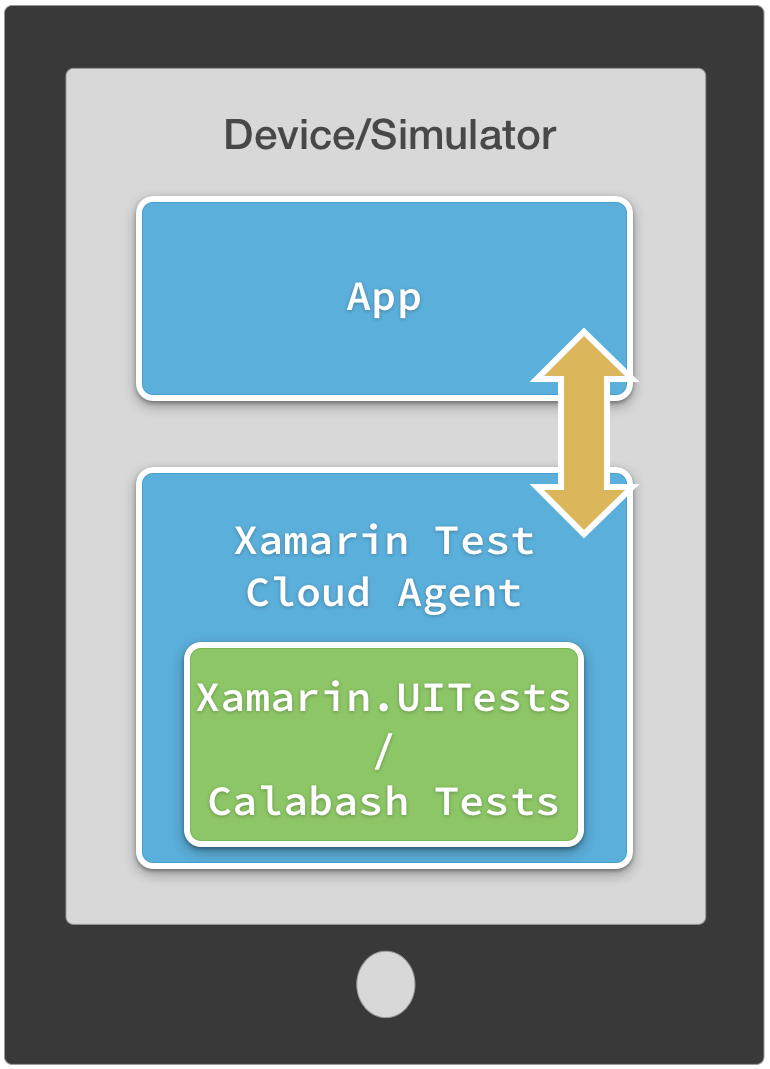 Device/Simulator
App
Xamarin Test
Cloud Agent
Xamarin.UITests
/
Calabash Tests